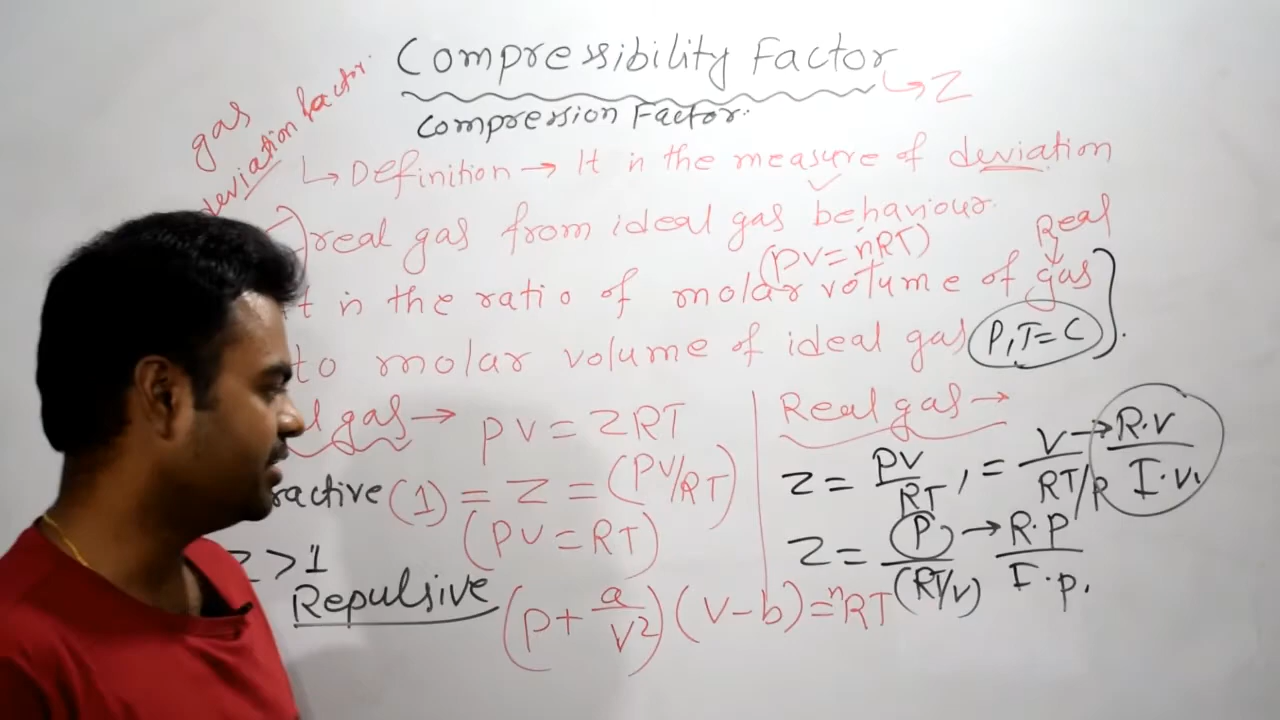 Compressibility Factor
↳ Z
Compression Factor.
gas
deviation factor.
↳ Definition → It is the measure of deviation
real gas from ideal gas behaviour.
(PV = nRT)
Real
t is the ratio of molar volume of gas
to molar volume of ideal gas (P, T = C) .
l gas → PV = ZRT
ractive (1) = Z = (PV/RT)
(PV = RT)
Z > 1
Repulsive
(P + a/V²) (V - b) = nRT
Real gas →
Z = PV/RT , = V/RT/P → R.V/I.V.
Z = P/(RT/V) → R.P/I.P.